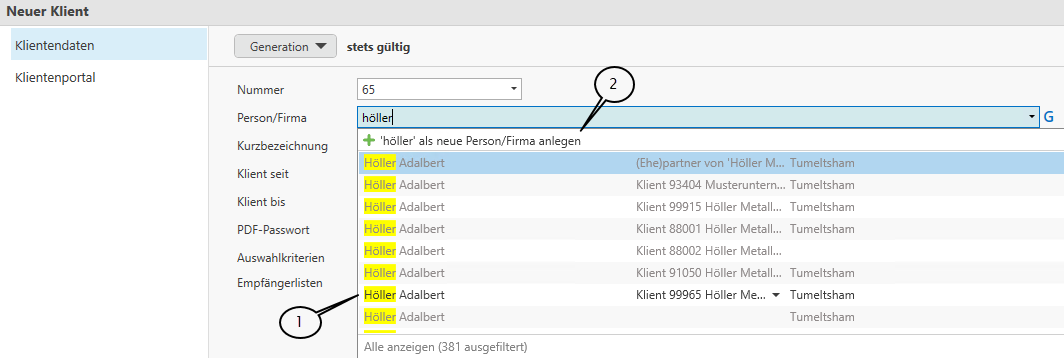 Neuer Klient
Klientendaten
Klientenportal
Generation stets gültig
2
Nummer 65
Person/Firma höller G
'höller' als neue Person/Firma anlegen
Kurzbezeichnung
Klient seit
Klient bis
PDF-Passwort
Auswahlkriterien
Empfängerlisten
Höller Adalbert (Ehe)partner von 'Höller M... Tumeltsham
Höller Adalbert Klient 93404 Musteruntern... Tumeltsham
Höller Adalbert Klient 99915 Höller Metall... Tumeltsham
Höller Adalbert Klient 88001 Höller Metall... Tumeltsham
Höller Adalbert Klient 88002 Höller Metall...
Höller Adalbert Klient 91050 Höller Metall... Tumeltsham
Höller Adalbert Klient 99965 Höller Me... Tumeltsham
Höller Adalbert Tumeltsham
1
Alle anzeigen (381 ausgefiltert)